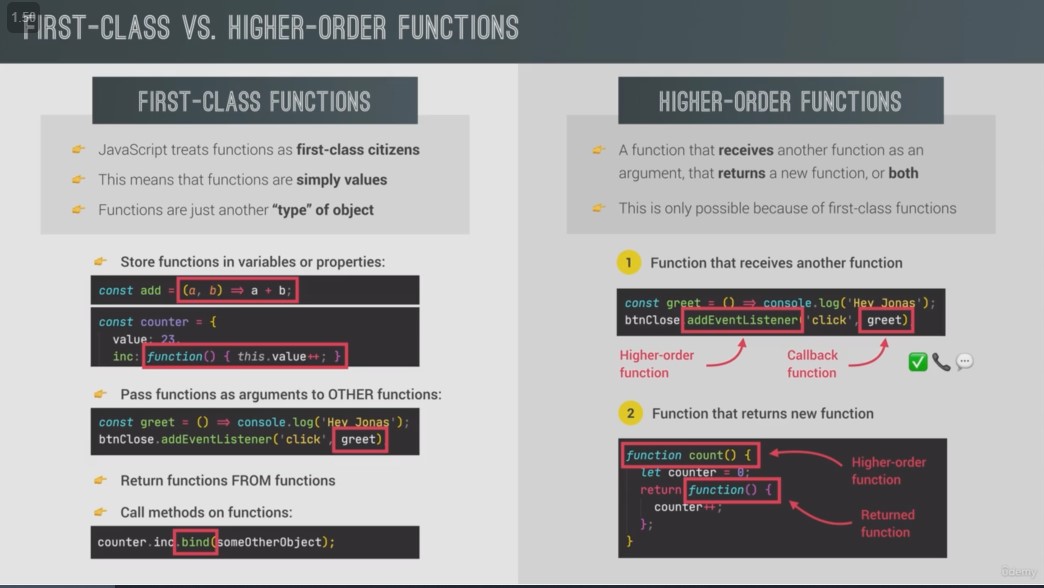 1.50
FIRST-CLASS VS. HIGHER-ORDER FUNCTIONS
FIRST-CLASS FUNCTIONS
JavaScript treats functions as first-class citizens
This means that functions are simply values
Functions are just another “type” of object
Store functions in variables or properties:
const add = (a, b) => a + b;
const counter = {
value: 23,
inc: function() { this.value++; }
Pass functions as arguments to OTHER functions:
const greet = () => console.log('Hey Jonas');
btnClose.addEventListener('click', greet)
Return functions FROM functions
Call methods on functions:
counter.inc.bind(someOtherObject);
HIGHER-ORDER FUNCTIONS
A function that receives another function as an
argument, that returns a new function, or both
This is only possible because of first-class functions
1 Function that receives another function
const greet = () => console.log('Hey Jonas');
btnClose.addEventListener('click', greet)
Higher-order
function
Callback
function
2 Function that returns new function
function count() {
let counter = 0;
return function() {
counter++;
};
}
Higher-order
function
Returned
function
ûdemy